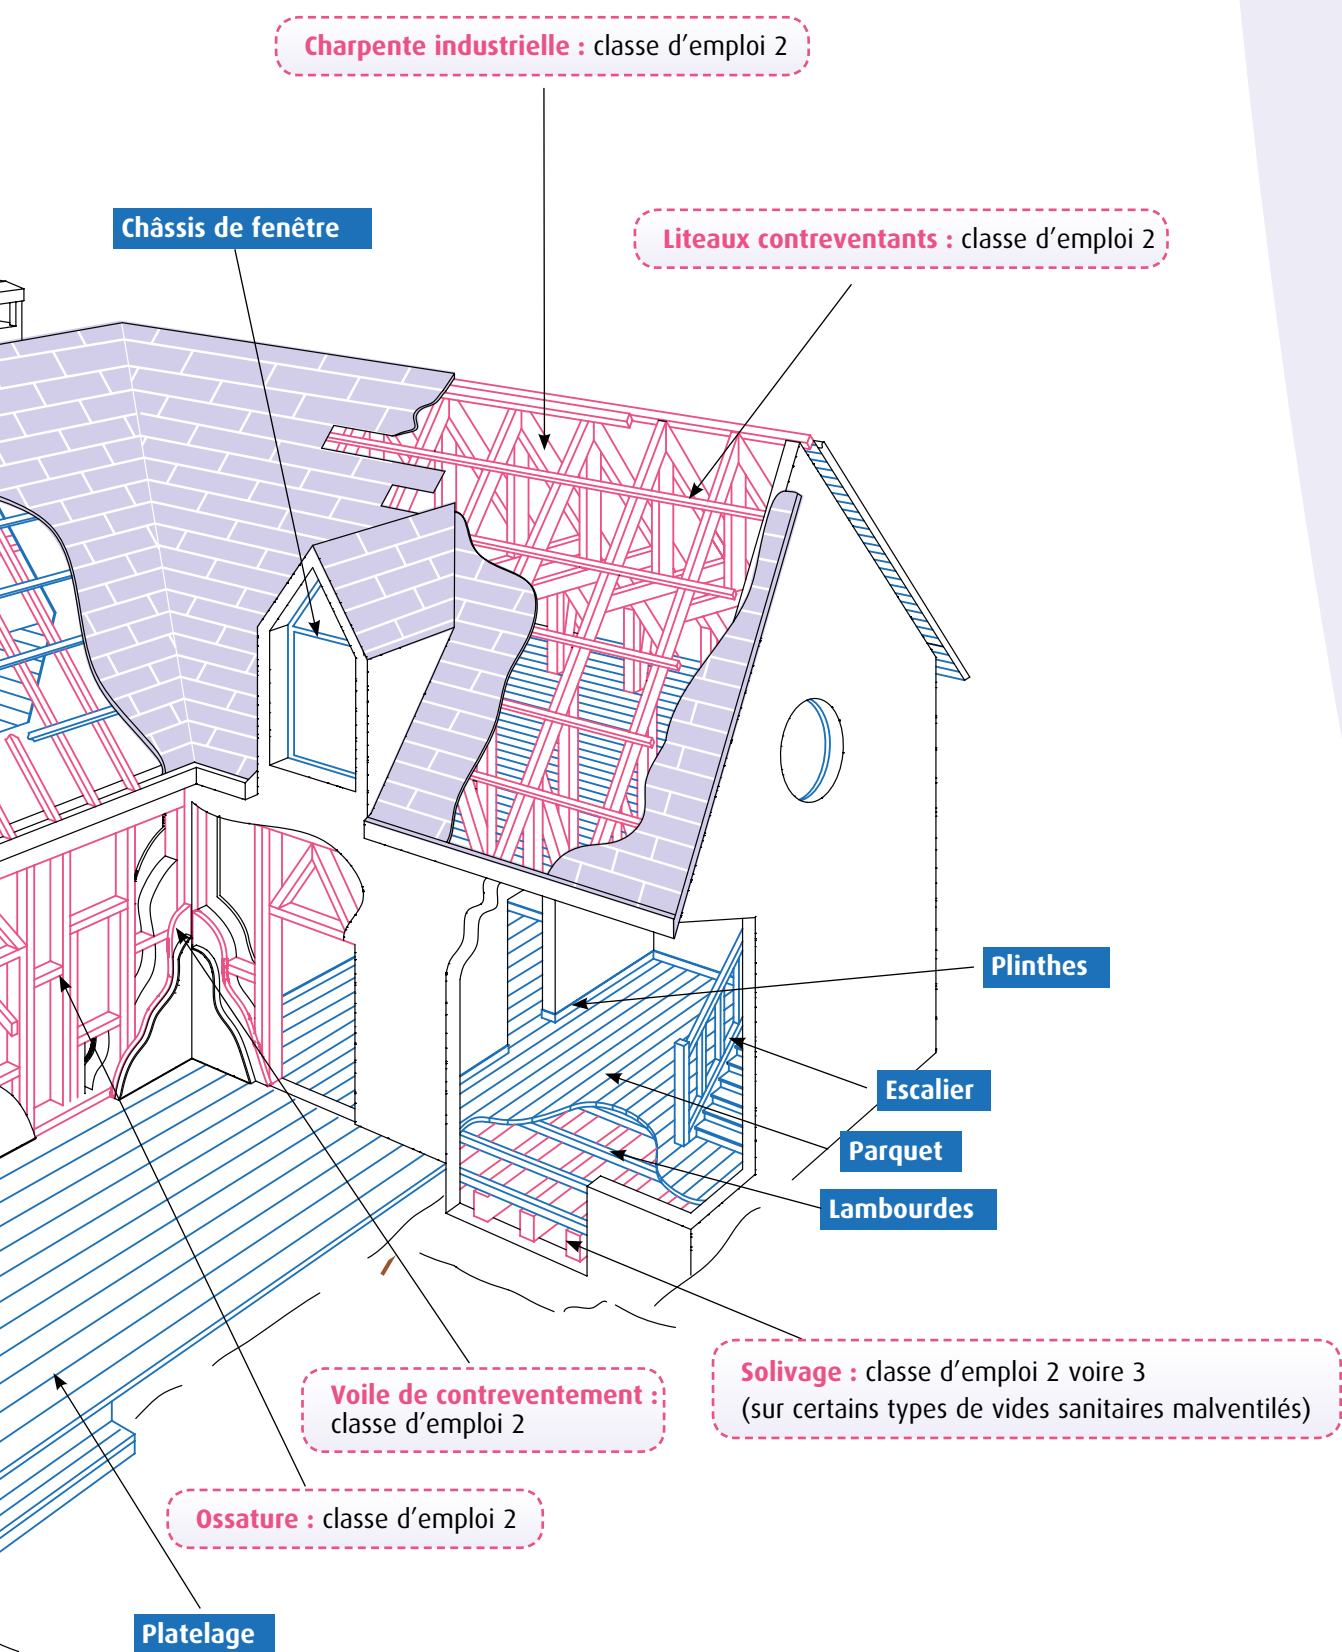 Charpente industrielle : classe d’emploi 2
Châssis de fenêtre
Liteaux contreventants : classe d’emploi 2
Plinthes
Escalier
Parquet
Lambourdes
Solivage : classe d’emploi 2 voire 3
(sur certains types de vides sanitaires malventilés)
Voile de contreventement :
classe d’emploi 2
Ossature : classe d’emploi 2
Platelage